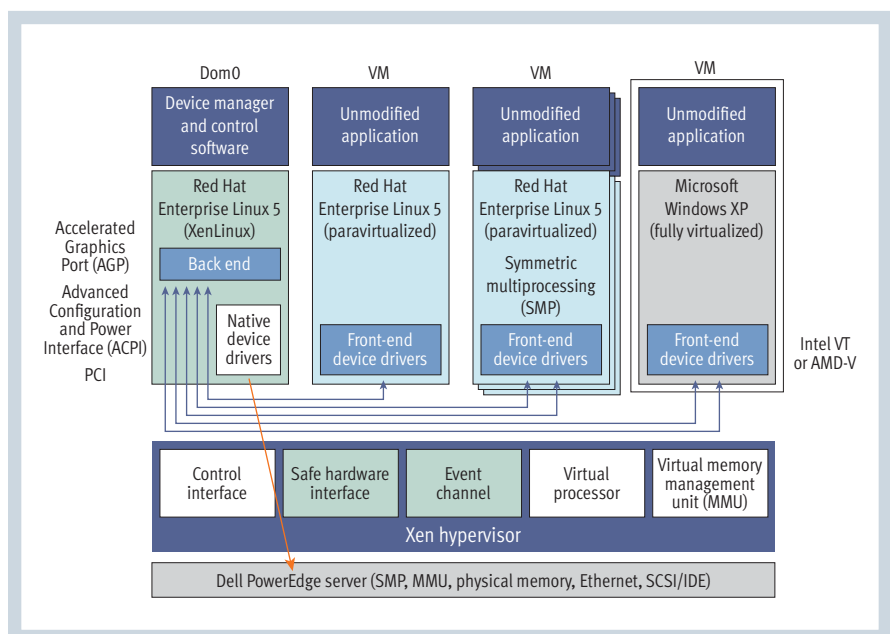 Dom0
VM
VM
VM
Device manager
and control
software
Unmodified
application
Unmodified
application
Unmodified
application
Red Hat
Enterprise Linux 5
(XenLinux)
Back end
Native
device
drivers
Red Hat
Enterprise Linux 5
(paravirtualized)
Front-end
device drivers
Red Hat
Enterprise Linux 5
(paravirtualized)
Symmetric
multiprocessing
(SMP)
Front-end
device drivers
Microsoft
Windows XP
(fully virtualized)
Front-end
device drivers
Accelerated
Graphics
Port (AGP)
Advanced
Configuration
and Power
Interface (ACPI)
PCI
Intel VT
or AMD-V
Control
interface
Safe hardware
interface
Event
channel
Virtual
processor
Virtual memory
management
unit (MMU)
Xen hypervisor
Dell PowerEdge server (SMP, MMU, physical memory, Ethernet, SCSI/IDE)